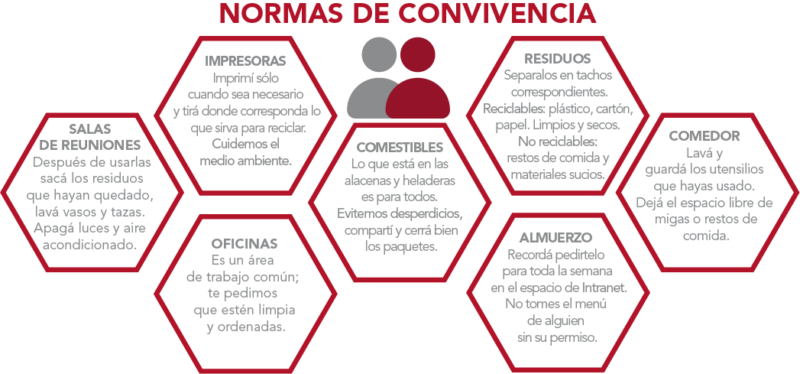 NORMAS DE CONVIVENCIA
SALAS
DE REUNIONES
Después de usarlas
sacá los residuos
que hayan quedado,
lavá vasos y tazas.
Apagá luces y aire
acondicionado.
IMPRESORAS
Imprimí sólo
cuando sea necesario
y tirá donde corresponda lo
que sirva para reciclar.
Cuidemos el
medio ambiente.
OFICINAS
Es un área
de trabajo común;
te pedimos
que estén limpia
y ordenadas.
COMESTIBLES
Lo que está en las
alacenas y heladeras
es para todos.
Evitemos desperdicios,
compartí y cerrá bien
los paquetes.
RESIDUOS
Separalos en tachos
correspondientes.
Reciclables: plástico, cartón,
papel. Limpios y secos.
No reciclables:
restos de comida y
materiales sucios.
ALMUERZO
Recordá pedirtelo
para toda la semana
en el espacio de Intranet.
No tomes el menú
de alguien
sin su permiso.
COMEDOR
Lavá y
guardá los utensilios
que hayas usado.
Dejá el espacio libre de
migas o restos de
comida.